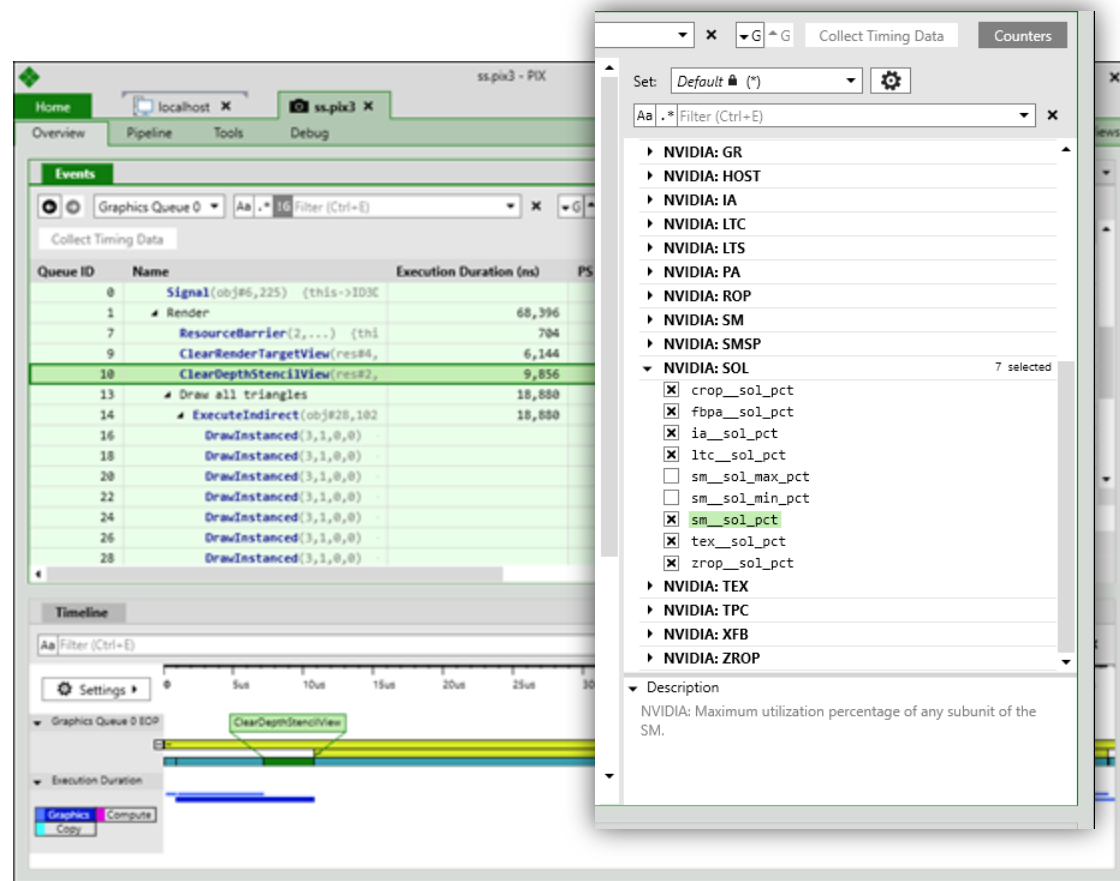 ss.pix3 - PIX
Home
localhost
ss.pix3
Overview Pipeline Tools Debug
Events
Graphics Queue 0 Aa .* 16 Filter (Ctrl+E) G
Collect Timing Data
Queue ID Name Execution Duration (ns) PS
0 Signal(obj#6,225) (this->ID3D
1 Render 68,396
7 ResourceBarrier(2,...) (thi 704
9 ClearRenderTargetView(res#4, 6,144
10 ClearDepthStencilView(res#2, 9,856
13 Draw all triangles 18,880
14 ExecuteIndirect(obj#28,102 18,880
16 DrawInstanced(3,1,0,0)
18 DrawInstanced(3,1,0,0)
20 DrawInstanced(3,1,0,0)
22 DrawInstanced(3,1,0,0)
24 DrawInstanced(3,1,0,0)
26 DrawInstanced(3,1,0,0)
28 DrawInstanced(3,1,0,0)
Timeline
Aa Filter (Ctrl+E)
Settings
0 5us 10us 15us 20us 25us 30
Graphics Queue 0 EOP
ClearDepthStencilView
Execution Duration
Graphics Compute
Copy
G G Collect Timing Data Counters
Set: Default (*)
Aa .* Filter (Ctrl+E)
NVIDIA: GR
NVIDIA: HOST
NVIDIA: IA
NVIDIA: LTC
NVIDIA: LTS
NVIDIA: PA
NVIDIA: ROP
NVIDIA: SM
NVIDIA: SMSP
NVIDIA: SOL 7 selected
crop__sol_pct
fbpa__sol_pct
ia__sol_pct
ltc__sol_pct
sm__sol_max_pct
sm__sol_min_pct
sm__sol_pct
tex__sol_pct
zrop__sol_pct
NVIDIA: TEX
NVIDIA: TPC
NVIDIA: XFB
NVIDIA: ZROP
Description
NVIDIA: Maximum utilization percentage of any subunit of the
SM.